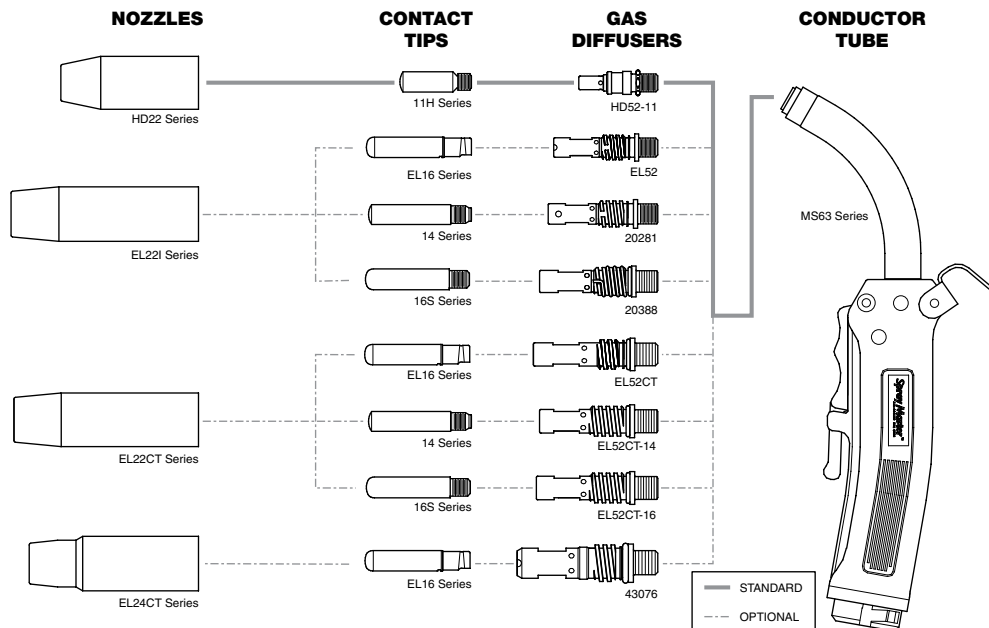 NOZZLES
CONTACT
TIPS
GAS
DIFFUSERS
CONDUCTOR
TUBE
HD22 Series
11H Series
HD52-11
EL16 Series
EL52
EL22I Series
14 Series
20281
MS63 Series
16S Series
20388
EL16 Series
EL52CT
EL22CT Series
14 Series
EL52CT-14
16S Series
EL52CT-16
EL24CT Series
EL16 Series
43076
Spray Master
STANDARD
OPTIONAL